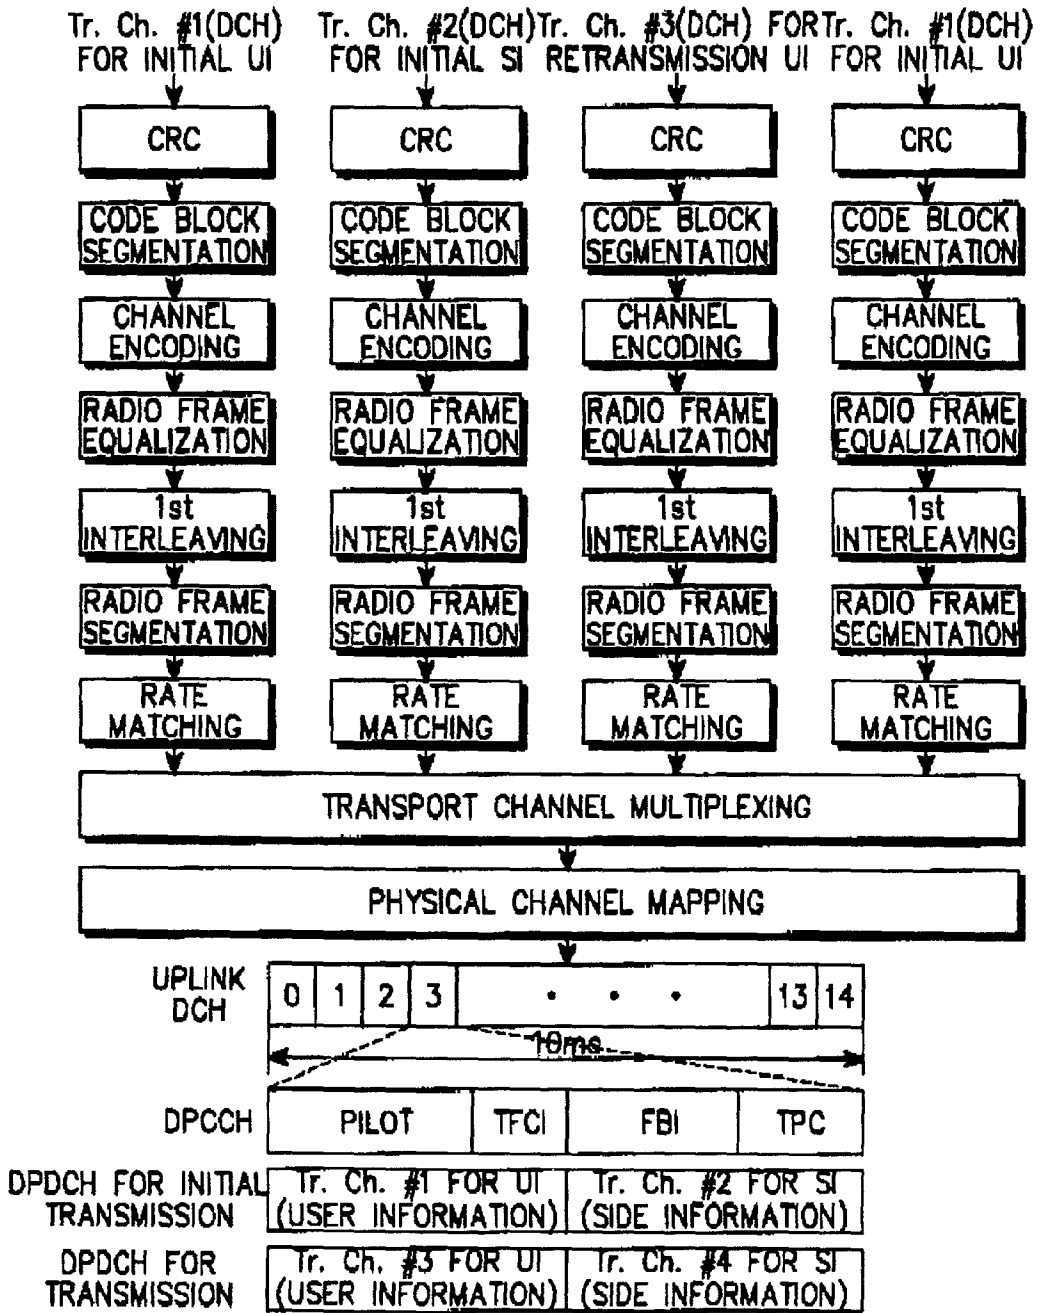 Tr. Ch. #1(DCH) Tr. Ch. #2(DCH) Tr. Ch. #3(DCH) FOR Tr. Ch. #1(DCH)
FOR INITIAL UI FOR INITIAL SI RETRANSMISSION UI FOR INITIAL UI
CRC CRC CRC CRC
CODE BLOCK CODE BLOCK CODE BLOCK CODE BLOCK
SEGMENTATION SEGMENTATION SEGMENTATION SEGMENTATION
CHANNEL CHANNEL CHANNEL CHANNEL
ENCODING ENCODING ENCODING ENCODING
RADIO FRAME RADIO FRAME RADIO FRAME RADIO FRAME
EQUALIZATION EQUALIZATION EQUALIZATION EQUALIZATION
1st 1st 1st 1st
INTERLEAVING INTERLEAVING INTERLEAVING INTERLEAVING
RADIO FRAME RADIO FRAME RADIO FRAME RADIO FRAME
SEGMENTATION SEGMENTATION SEGMENTATION SEGMENTATION
RATE RATE RATE RATE
MATCHING MATCHING MATCHING MATCHING
TRANSPORT CHANNEL MULTIPLEXING
PHYSICAL CHANNEL MAPPING
UPLINK
DCH
0 1 2 3 • • • 13 14
10ms
DPCCH PILOT TFCI FBI TPC
DPDCH FOR INITIAL Tr. Ch. #1 FOR UI Tr. Ch. #2 FOR SI
TRANSMISSION (USER INFORMATION) (SIDE INFORMATION)
DPDCH FOR Tr. Ch. #3 FOR UI Tr. Ch. #4 FOR SI
TRANSMISSION (USER INFORMATION) (SIDE INFORMATION)